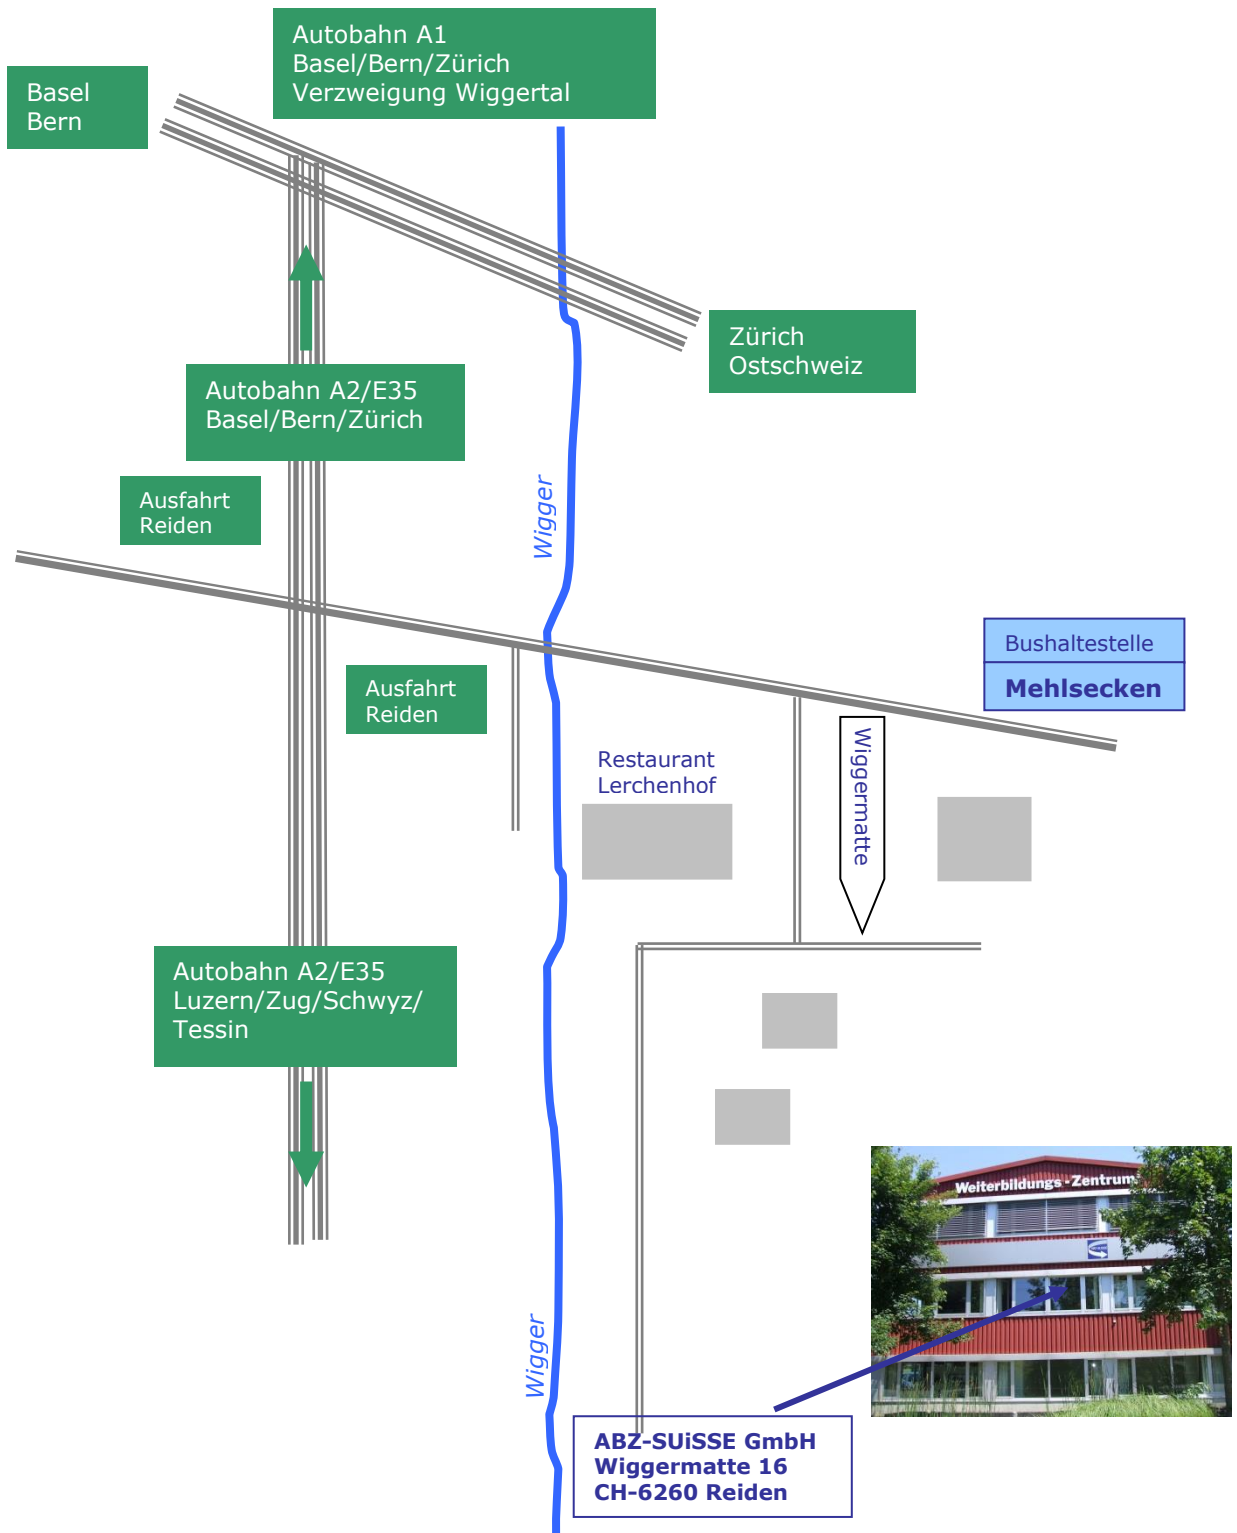 Autobahn A1
Basel/Bern/Zürich
Verzweigung Wiggertal
Basel
Bern
Zürich
Ostschweiz
Autobahn A2/E35
Basel/Bern/Zürich
Ausfahrt
Reiden
Wigger
Bushaltestelle
Mehlsecken
Ausfahrt
Reiden
Restaurant
Lerchenhof
Wiggermatte
Autobahn A2/E35
Luzern/Zug/Schwyz/
Tessin
Weiterbildungs-Zentrum
Wigger
ABZ-SUiSSE GmbH
Wiggermatte 16
CH-6260 Reiden